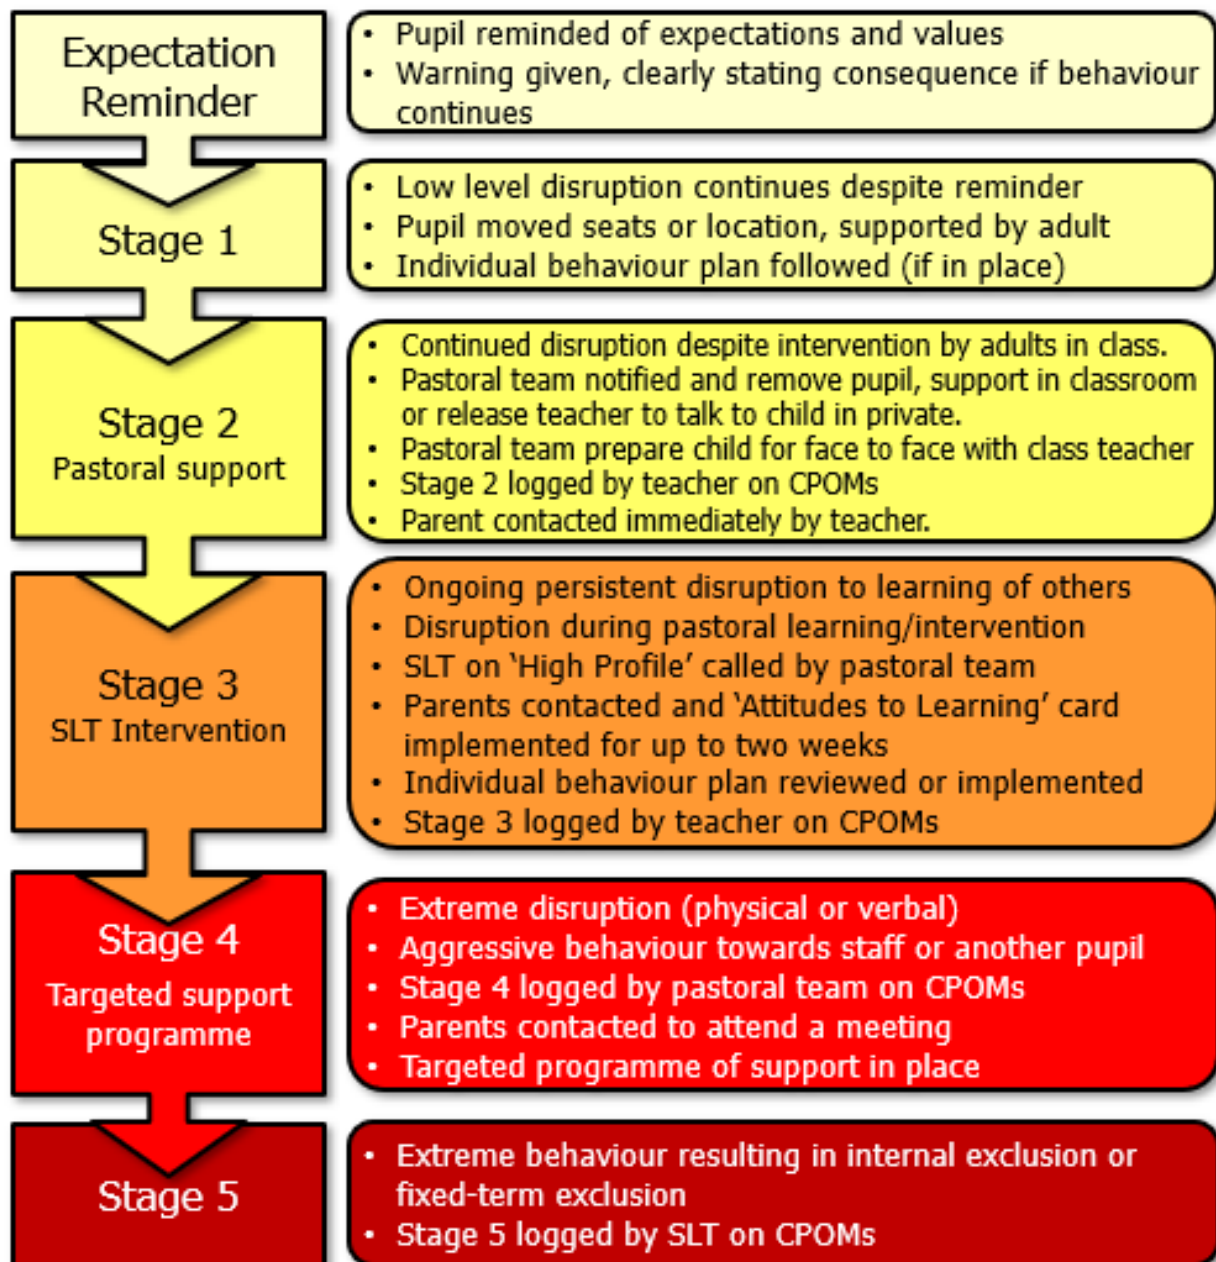 Expectation
Reminder
• Pupil reminded of expectations and values
• Warning given, clearly stating consequence if behaviour
continues
Stage 1
• Low level disruption continues despite reminder
• Pupil moved seats or location, supported by adult
• Individual behaviour plan followed (if in place)
Stage 2
Pastoral support
• Continued disruption despite intervention by adults in class.
• Pastoral team notified and remove pupil, support in classroom
or release teacher to talk to child in private.
• Pastoral team prepare child for face to face with class teacher
• Stage 2 logged by teacher on CPOMs
• Parent contacted immediately by teacher.
Stage 3
SLT Intervention
• Ongoing persistent disruption to learning of others
• Disruption during pastoral learning/intervention
• SLT on ‘High Profile’ called by pastoral team
• Parents contacted and ‘Attitudes to Learning’ card
implemented for up to two weeks
• Individual behaviour plan reviewed or implemented
• Stage 3 logged by teacher on CPOMs
Stage 4
Targeted support
programme
• Extreme disruption (physical or verbal)
• Aggressive behaviour towards staff or another pupil
• Stage 4 logged by pastoral team on CPOMs
• Parents contacted to attend a meeting
• Targeted programme of support in place
Stage 5
• Extreme behaviour resulting in internal exclusion or
fixed-term exclusion
• Stage 5 logged by SLT on CPOMs